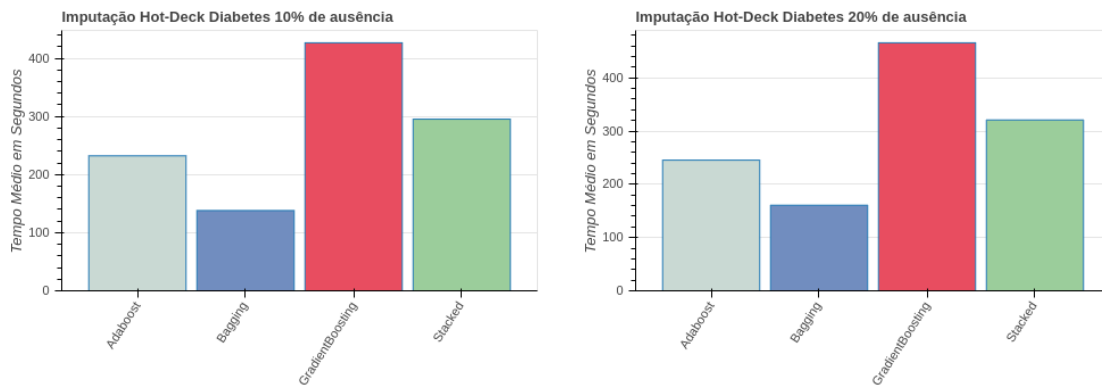 Imputação Hot-Deck Diabetes 10% de ausência
Tempo Médio em Segundos
400
300
200
100
0
Adaboost
Bagging
GradientBoosting
Stacked
Imputação Hot-Deck Diabetes 20% de ausência
Tempo Médio em Segundos
400
300
200
100
0
Adaboost
Bagging
GradientBoosting
Stacked